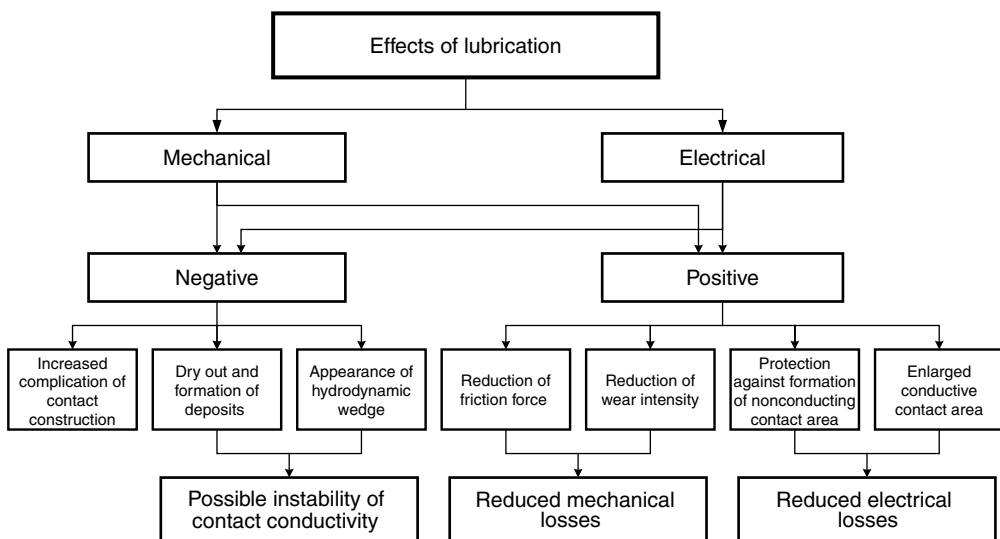 Effects of lubrication
Mechanical
Electrical
Negative
Positive
Increased
complication of
contact
construction
Dry out and
formation of
deposits
Appearance of
hydrodynamic
wedge
Reduction of
friction force
Reduction of
wear intensity
Protection
against formation
of nonconducting
contact area
Enlarged
conductive
contact area
Possible instability of
contact conductivity
Reduced mechanical
losses
Reduced electrical
losses